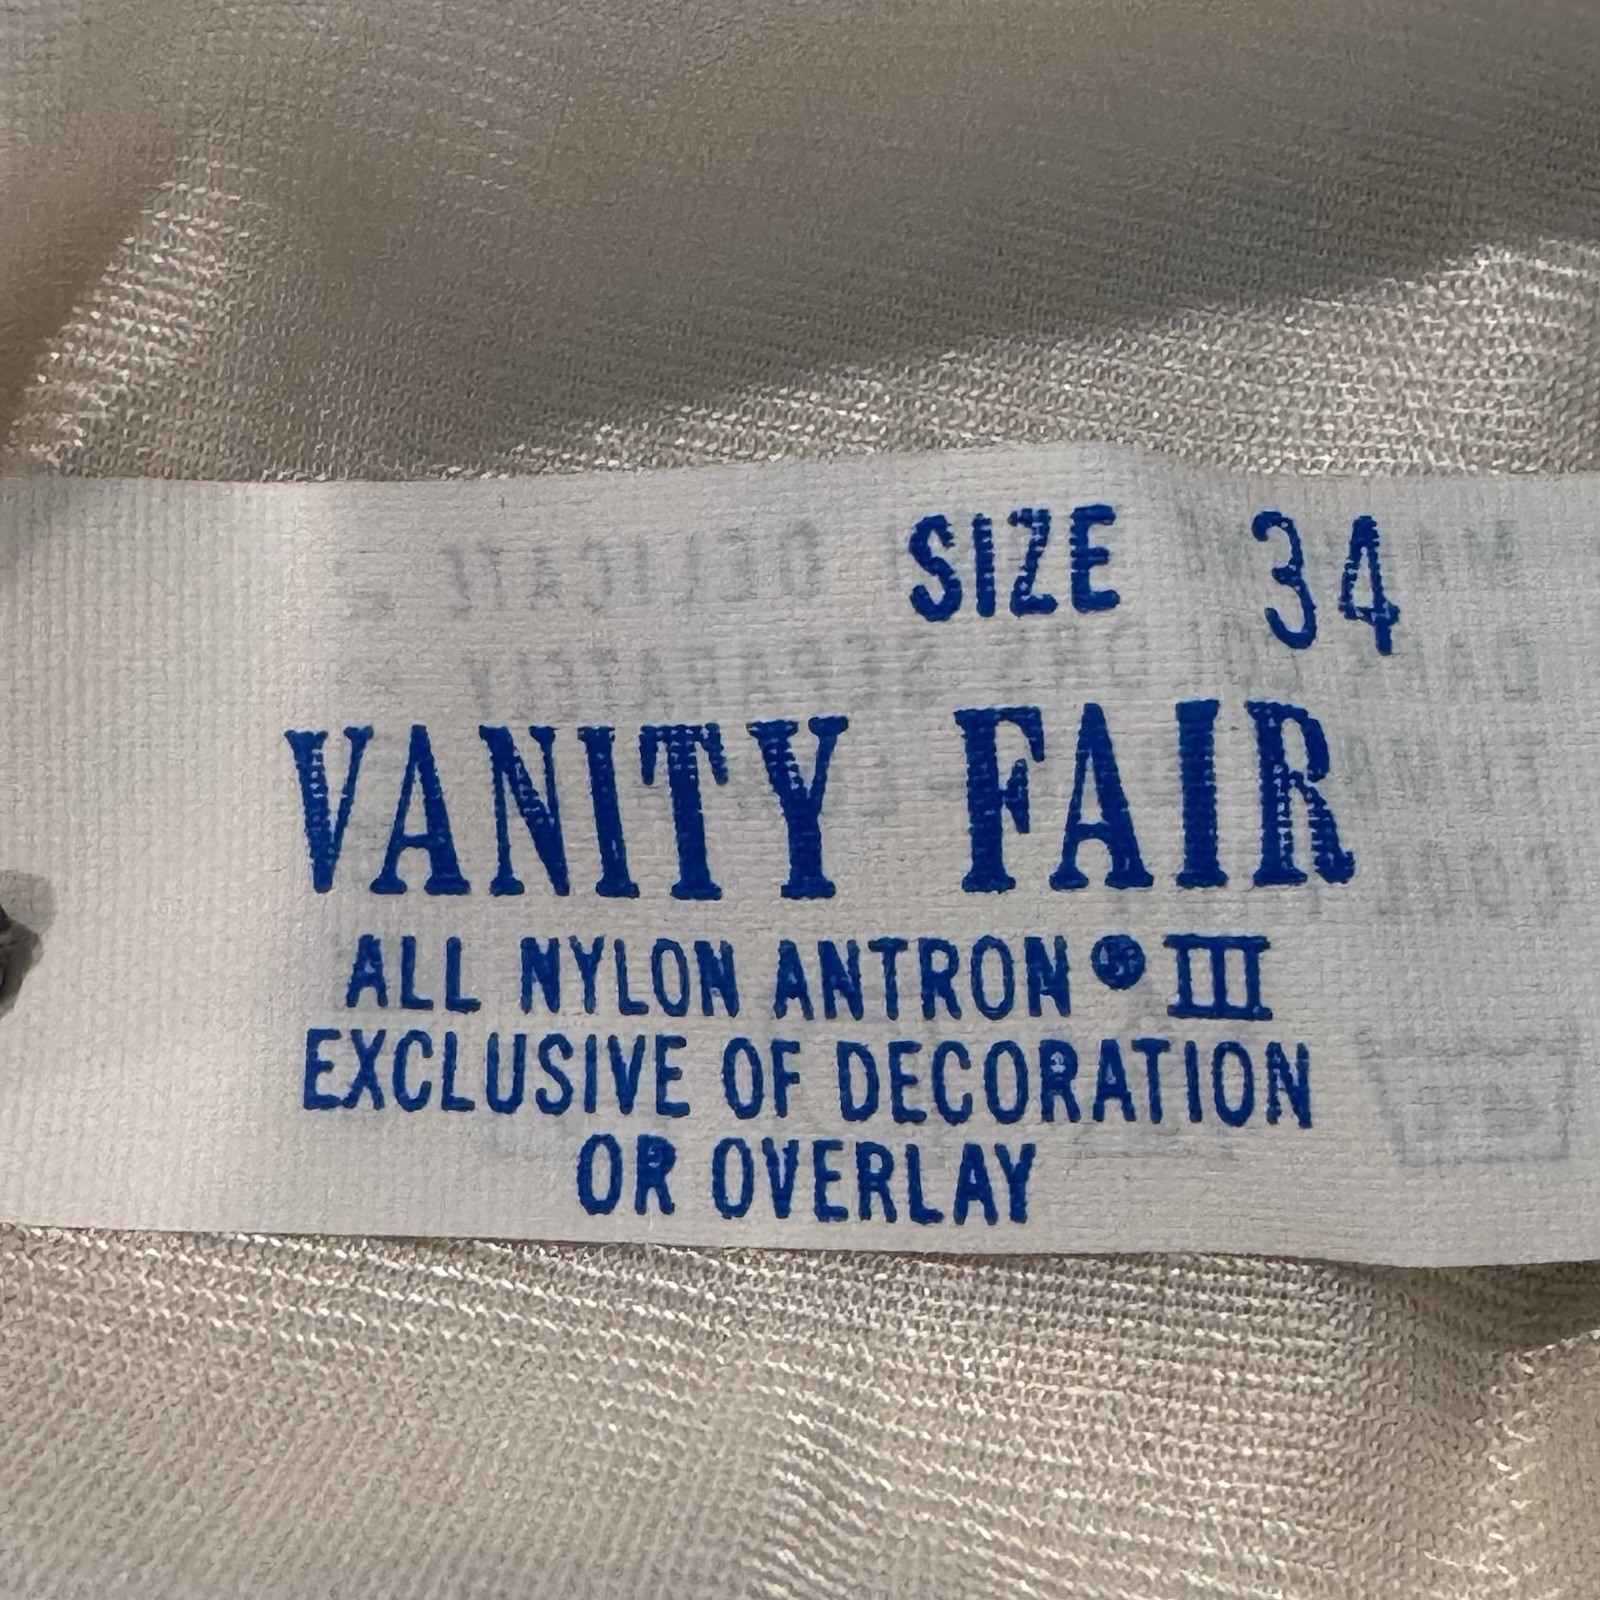 SIZE 34
VANITY FAIR
ALL NYLON ANTRON® III
EXCLUSIVE OF DECORATION
OR OVERLAY